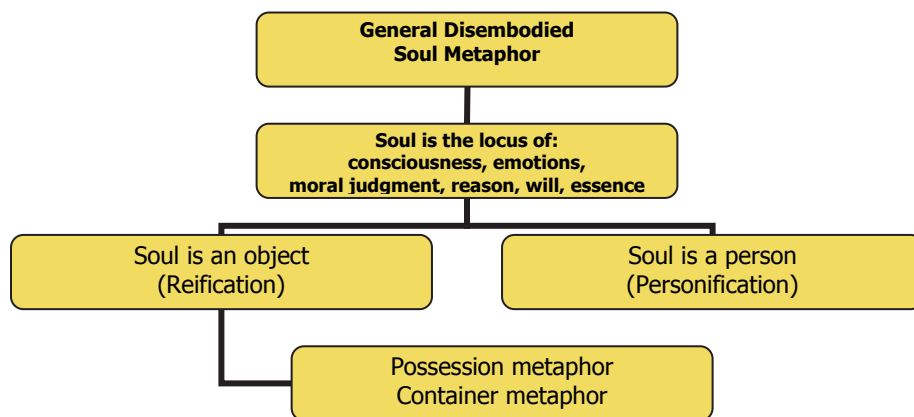 General Disembodied
Soul Metaphor
Soul is the locus of:
consciousness, emotions,
moral judgment, reason, will, essence
Soul is an object
(Reification)
Soul is a person
(Personification)
Possession metaphor
Container metaphor